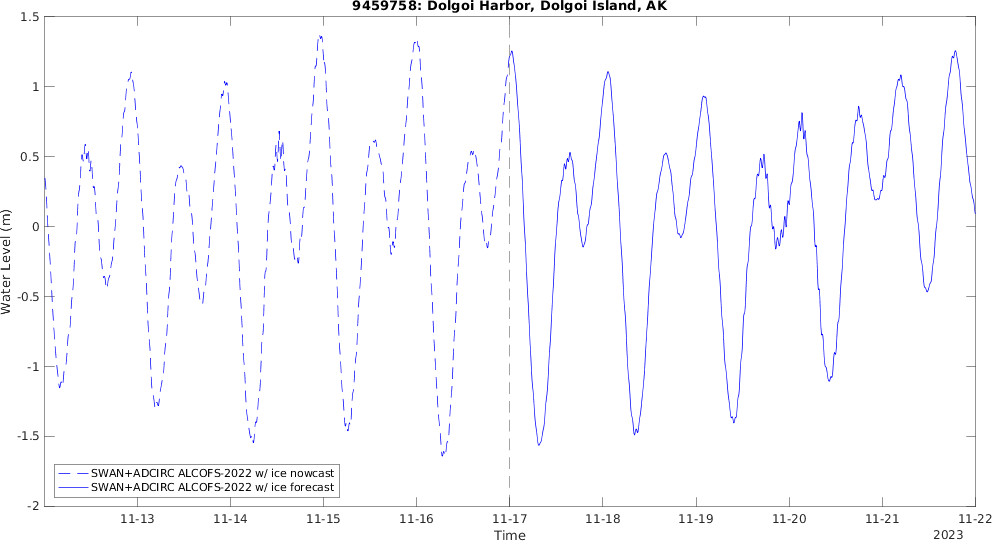 9459758: Dolgoi Harbor, Dolgoi Island, AK
Water Level (m)
1.5
1
0.5
0
-0.5
-1
-1.5
-2
SWAN+ADCIRC ALCOFS-2022 w/ ice nowcast
SWAN+ADCIRC ALCOFS-2022 w/ ice forecast
11-13 11-14 11-15 11-16 11-17 11-18 11-19 11-20 11-21 11-22
Time
2023